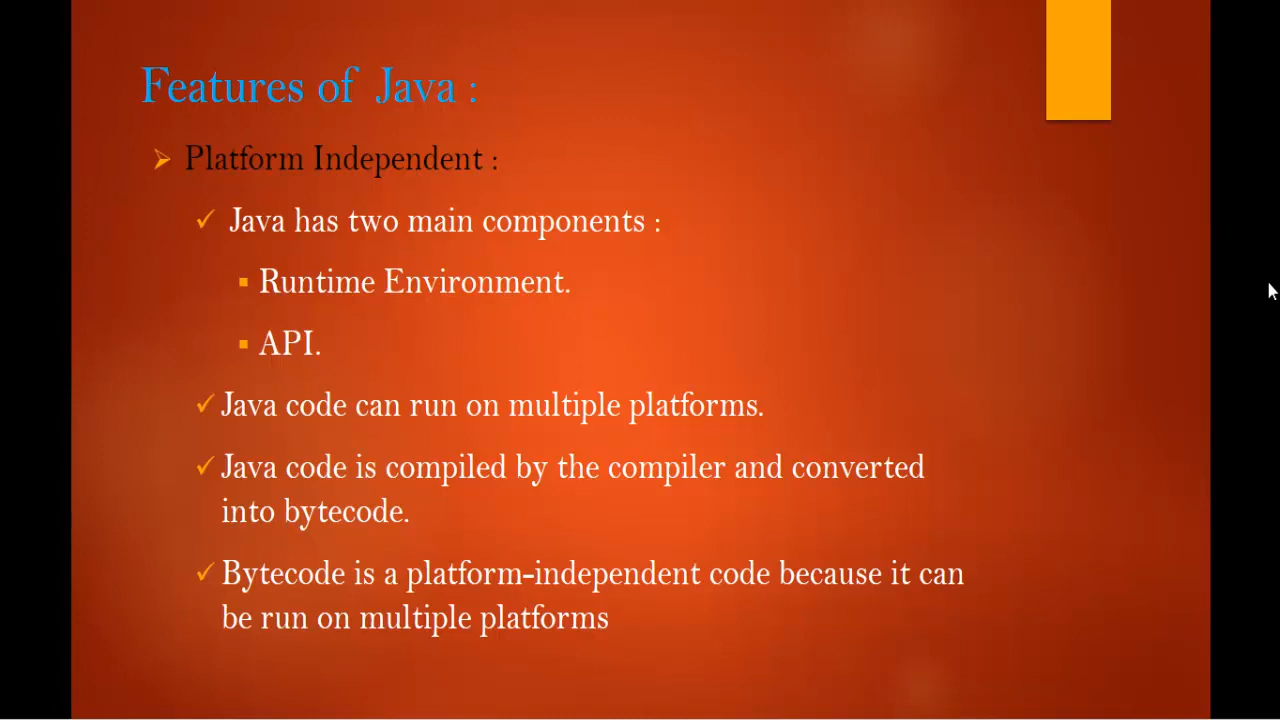 Features of Java :
Platform Independent :
Java has two main components :
Runtime Environment.
API.
Java code can run on multiple platforms.
Java code is compiled by the compiler and converted
into bytecode.
Bytecode is a platform-independent code because it can
be run on multiple platforms